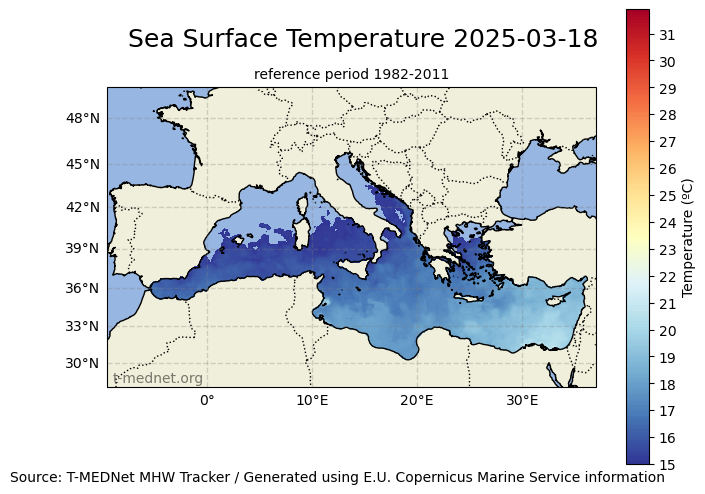 Sea Surface Temperature 2025-03-18
reference period 1982-2011
48°N
45°N
42°N
39°N
36°N
33°N
30°N
t-mednet.org
0°
10°E
20°E
30°E
31
30
29
28
27
26
25
24
23
22
21
20
19
18
17
16
15
Temperature (ºC)
Source: T-MEDNet MHW Tracker / Generated using E.U. Copernicus Marine Service information